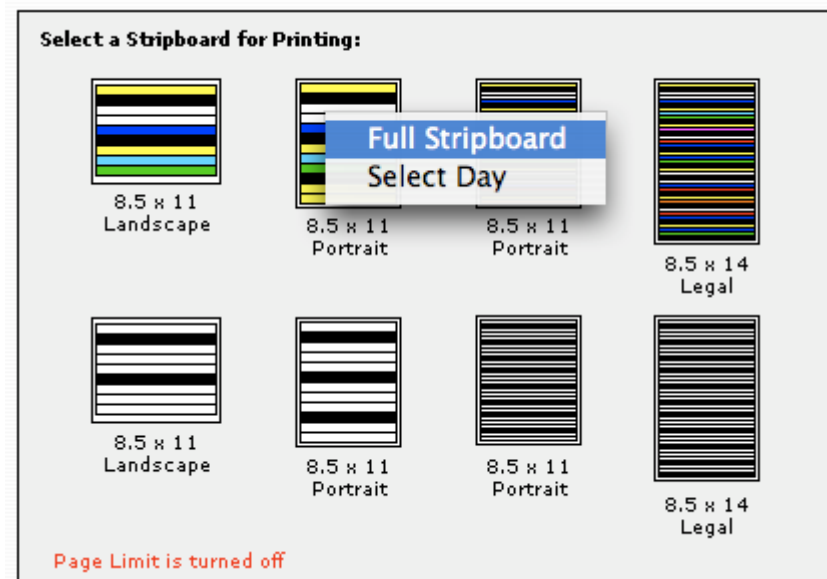 Select a Stripboard for Printing:
Full Stripboard
Select Day
8.5 x 11
Landscape
8.5 x 11
Portrait
8.5 x 11
Portrait
8.5 x 14
Legal
8.5 x 11
Landscape
8.5 x 11
Portrait
8.5 x 11
Portrait
8.5 x 14
Legal
Page Limit is turned off